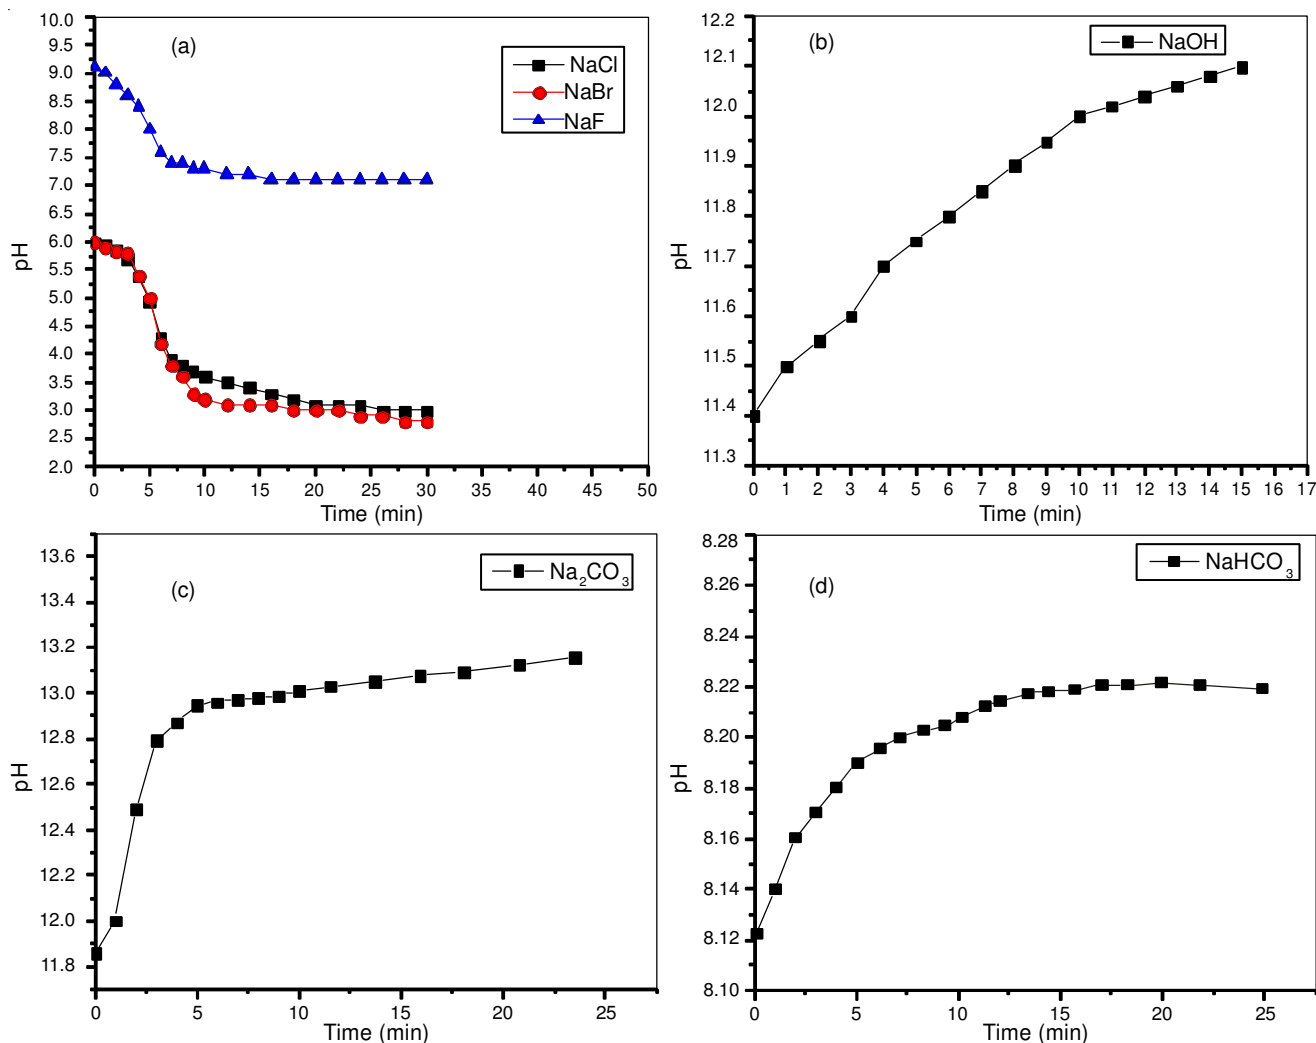 (a)
NaCl
NaBr
NaF
10.0
9.5
9.0
8.5
8.0
7.5
7.0
6.5
6.0
5.5
5.0
4.5
4.0
3.5
3.0
2.5
2.0
pH
0 5 10 15 20 25 30 35 40 45 50
Time (min)
(b)
NaOH
12.2
12.1
12.0
11.9
11.8
11.7
11.6
11.5
11.4
11.3
pH
0 1 2 3 4 5 6 7 8 9 10 11 12 13 14 15 16 17
Time (min)
(c)
Na₂CO₃
13.6
13.4
13.2
13.0
12.8
12.6
12.4
12.2
12.0
11.8
pH
0 5 10 15 20 25
Time (min)
(d)
NaHCO₃
8.28
8.26
8.24
8.22
8.20
8.18
8.16
8.14
8.12
8.10
pH
0 5 10 15 20 25
Time (min)